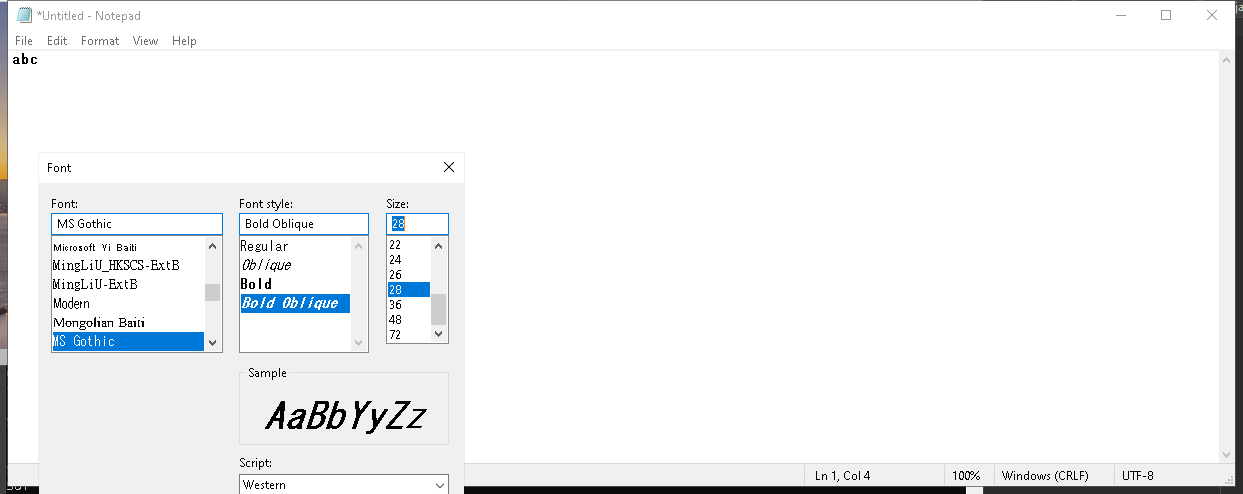 *Untitled - Notepad
File Edit Format View Help
abc
Font
Font: Font style: Size:
MS Gothic Bold Oblique 28
Microsoft Yi Baiti Regular 22
MingLiU_HKSCS-ExtB Oblique 24
MingLiU-ExtB Bold 26
Modern Bold Oblique 28
Mongolian Baiti 36
MS Gothic 48
72
Sample
AaBbYyZz
Script:
Western
Ln 1, Col 4 100% Windows (CRLF) UTF-8